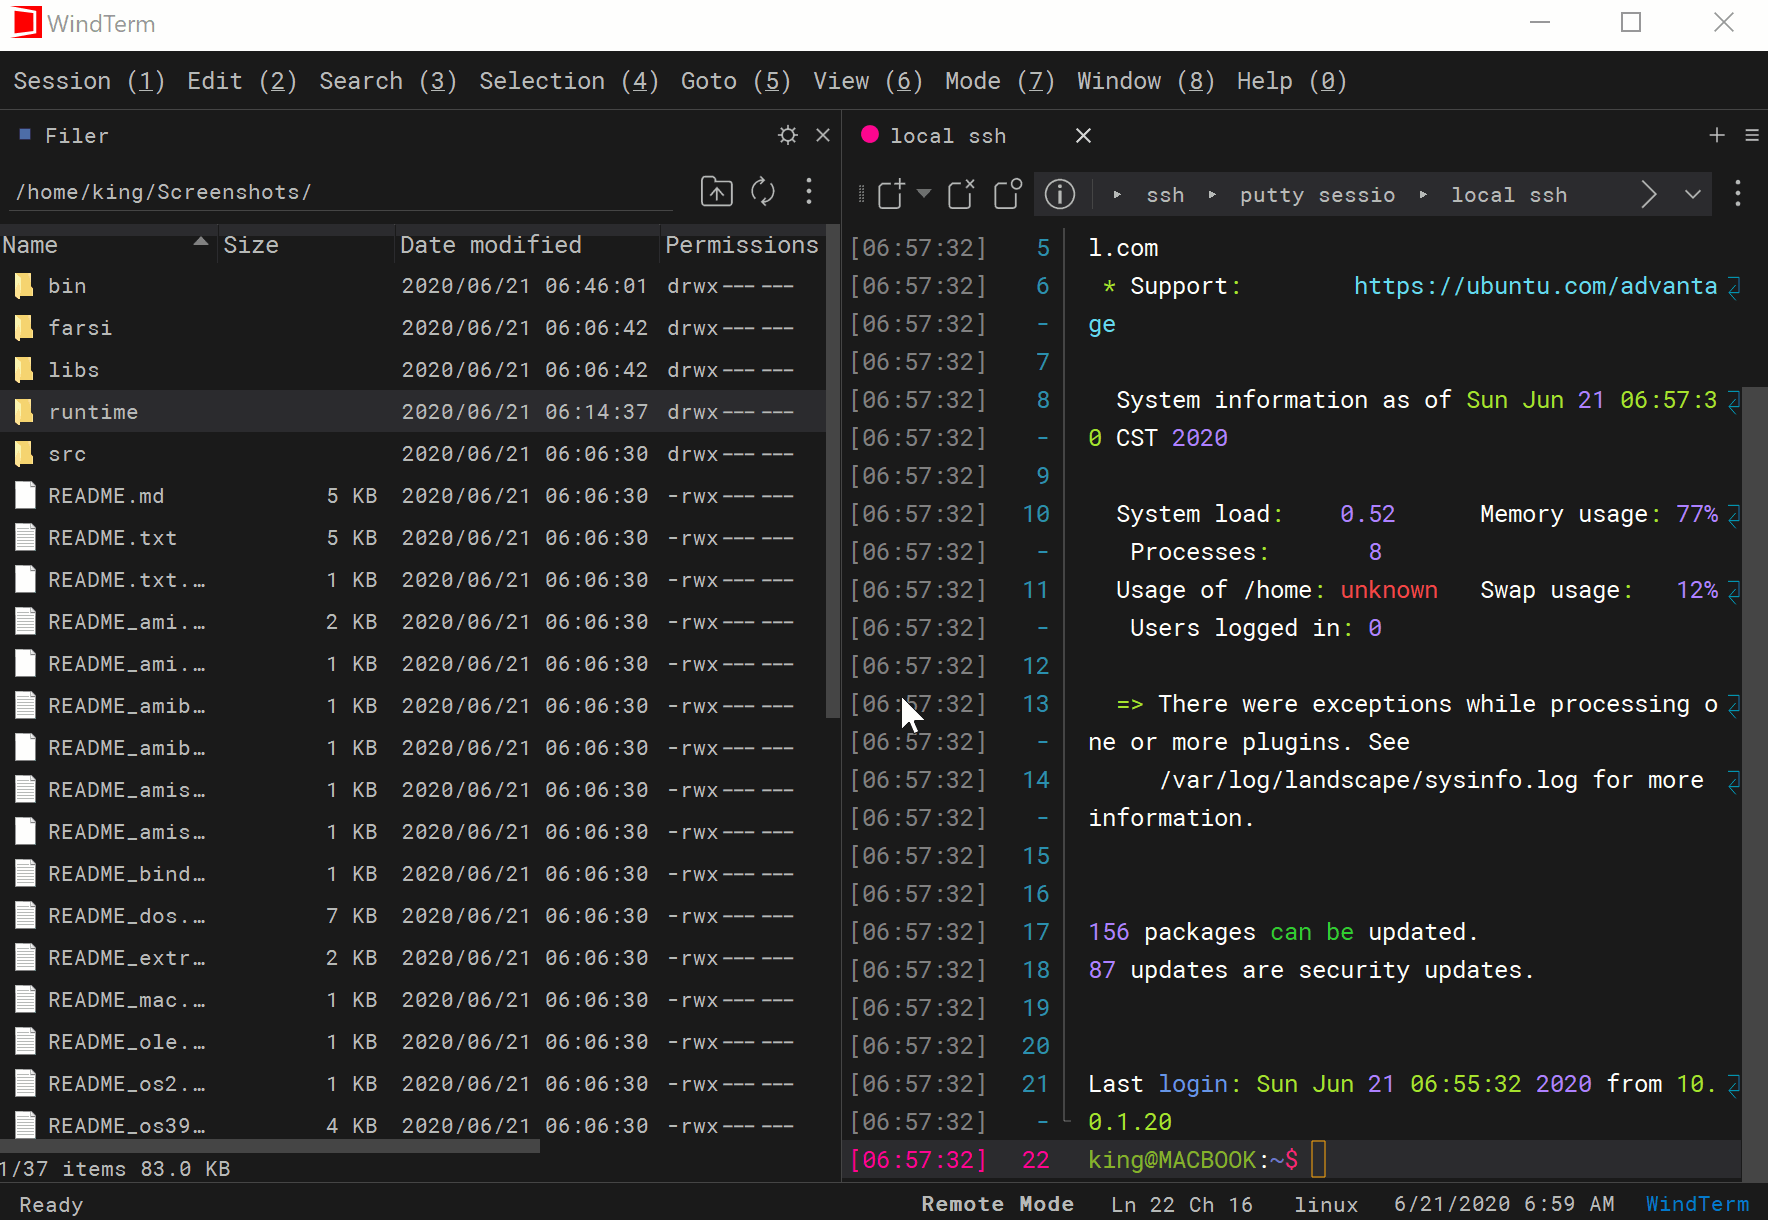 WindTerm
Session (1) Edit (2) Search (3) Selection (4) Goto (5) View (6) Mode (7) Window (8) Help (0)
Filer
/home/king/Screenshots/
Name Size Date modified Permissions
bin 2020/06/21 06:46:01 drwx------
farsi 2020/06/21 06:06:42 drwx------
libs 2020/06/21 06:06:42 drwx------
runtime 2020/06/21 06:14:37 drwx------
src 2020/06/21 06:06:30 drwx------
README.md 5 KB 2020/06/21 06:06:30 -rwx------
README.txt 5 KB 2020/06/21 06:06:30 -rwx------
README.txt.… 1 KB 2020/06/21 06:06:30 -rwx------
README_ami.… 2 KB 2020/06/21 06:06:30 -rwx------
README_ami.… 1 KB 2020/06/21 06:06:30 -rwx------
README_amib… 1 KB 2020/06/21 06:06:30 -rwx------
README_amib… 1 KB 2020/06/21 06:06:30 -rwx------
README_amis… 1 KB 2020/06/21 06:06:30 -rwx------
README_amis… 1 KB 2020/06/21 06:06:30 -rwx------
README_bind… 1 KB 2020/06/21 06:06:30 -rwx------
README_dos.… 7 KB 2020/06/21 06:06:30 -rwx------
README_extr… 2 KB 2020/06/21 06:06:30 -rwx------
README_mac.… 1 KB 2020/06/21 06:06:30 -rwx------
README_ole.… 1 KB 2020/06/21 06:06:30 -rwx------
README_os2.… 1 KB 2020/06/21 06:06:30 -rwx------
README_os39… 4 KB 2020/06/21 06:06:30 -rwx------
1/37 items 83.0 KB
local ssh
ssh putty sessio local ssh
[06:57:32] 5 l.com
[06:57:32] 6 * Support: https://ubuntu.com/advanta
[06:57:32] - ge
[06:57:32] 7
[06:57:32] 8 System information as of Sun Jun 21 06:57:3
[06:57:32] - 0 CST 2020
[06:57:32] 9
[06:57:32] 10 System load: 0.52 Memory usage: 77%
[06:57:32] - Processes: 8
[06:57:32] 11 Usage of /home: unknown Swap usage: 12%
[06:57:32] - Users logged in: 0
[06:57:32] 12
[06:57:32] 13 => There were exceptions while processing o
[06:57:32] - ne or more plugins. See
[06:57:32] 14 /var/log/landscape/sysinfo.log for more
[06:57:32] - information.
[06:57:32] 15
[06:57:32] 16
[06:57:32] 17 156 packages can be updated.
[06:57:32] 18 87 updates are security updates.
[06:57:32] 19
[06:57:32] 20
[06:57:32] 21 Last login: Sun Jun 21 06:55:32 2020 from 10.
[06:57:32] - 0.1.20
[06:57:32] 22 king@MACBOOK:~$
Ready Remote Mode Ln 22 Ch 16 linux 6/21/2020 6:59 AM WindTerm